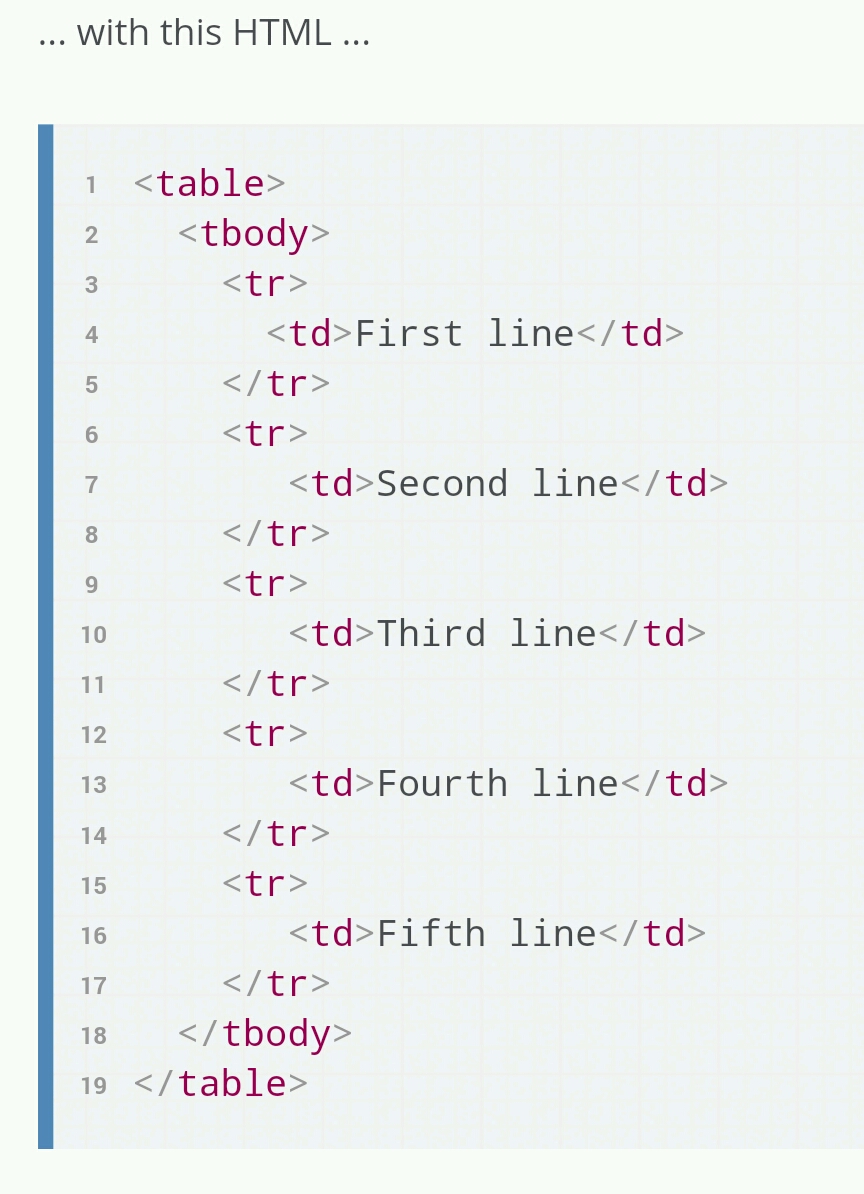 ... with this HTML ...
1 <table>
2   <tbody>
3     <tr>
4       <td>First line</td>
5     </tr>
6     <tr>
7        <td>Second line</td>
8     </tr>
9     <tr>
10        <td>Third line</td>
11     </tr>
12     <tr>
13        <td>Fourth line</td>
14     </tr>
15     <tr>
16        <td>Fifth line</td>
17     </tr>
18   </tbody>
19 </table>